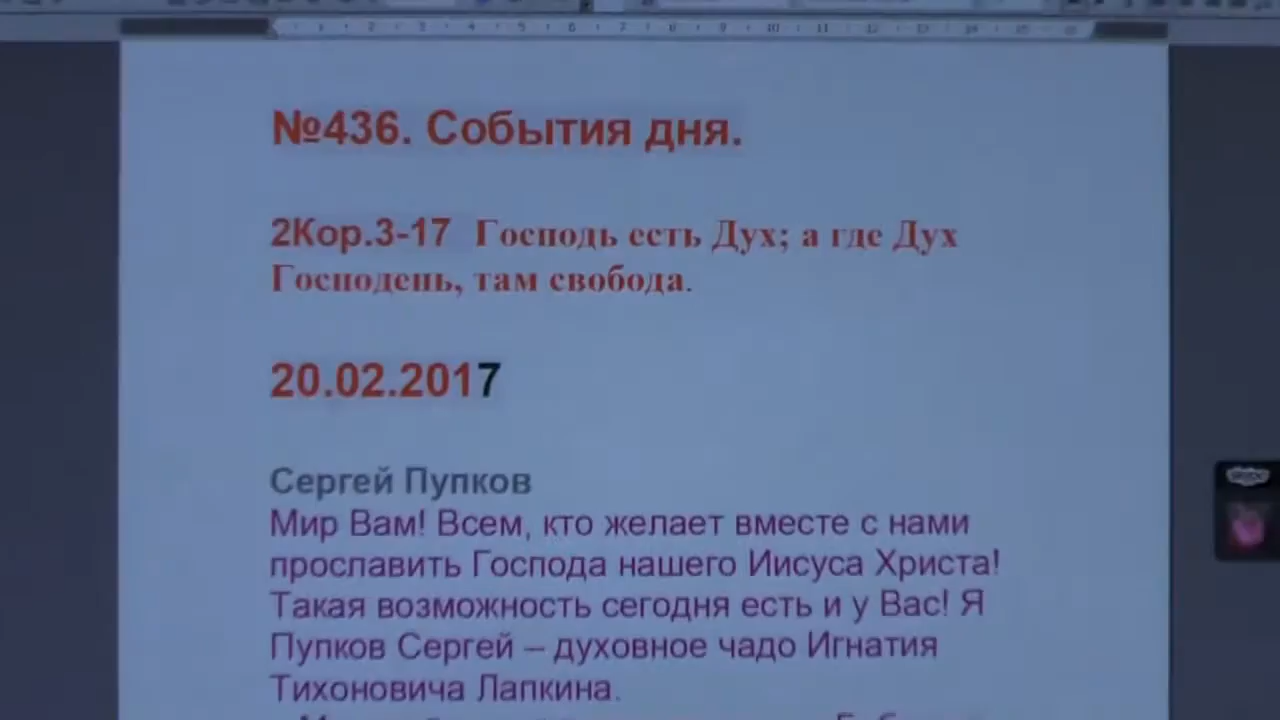 №436. События дня.
2Кор.3-17 Господь есть Дух; а где Дух
Господень, там свобода.
20.02.2017
Сергей Пупков
Мир Вам! Всем, кто желает вместе с нами
прославить Господа нашего Иисуса Христа!
Такая возможность сегодня есть и у Вас! Я
Пупков Сергей – духовное чадо Игнатия
Тихоновича Лапкина.